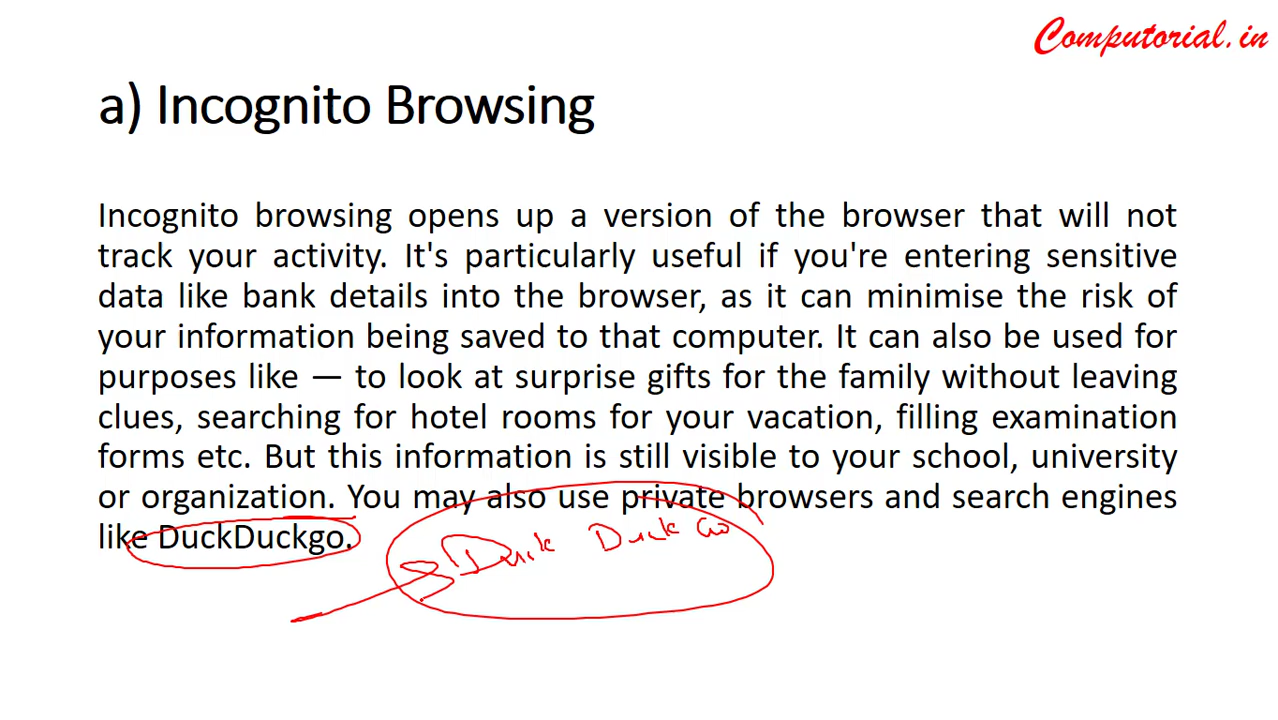 Computorial.in
a) Incognito Browsing
Incognito browsing opens up a version of the browser that will not
track your activity. It's particularly useful if you're entering sensitive
data like bank details into the browser, as it can minimise the risk of
your information being saved to that computer. It can also be used for
purposes like — to look at surprise gifts for the family without leaving
clues, searching for hotel rooms for your vacation, filling examination
forms etc. But this information is still visible to your school, university
or organization. You may also use private browsers and search engines
like DuckDuckgo.
Duck Duck Go